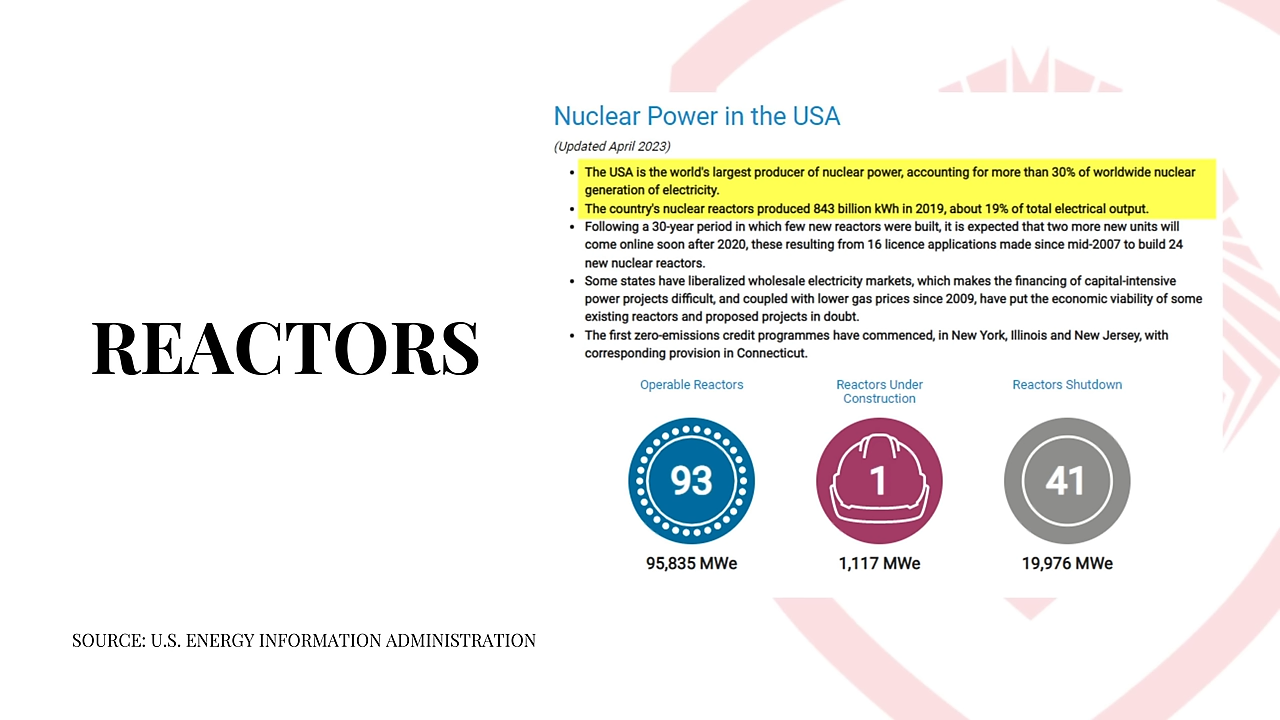 Nuclear Power in the USA
(Updated April 2023)
• The USA is the world's largest producer of nuclear power, accounting for more than 30% of worldwide nuclear
generation of electricity.
• The country's nuclear reactors produced 843 billion kWh in 2019, about 19% of total electrical output.
• Following a 30-year period in which few new reactors were built, it is expected that two more new units will
come online soon after 2020, these resulting from 16 licence applications made since mid-2007 to build 24
new nuclear reactors.
• Some states have liberalized wholesale electricity markets, which makes the financing of capital-intensive
power projects difficult, and coupled with lower gas prices since 2009, have put the economic viability of some
existing reactors and proposed projects in doubt.
• The first zero-emissions credit programmes have commenced, in New York, Illinois and New Jersey, with
corresponding provision in Connecticut.
REACTORS
Operable Reactors
93
95,835 MWe
Reactors Under
Construction
1
1,117 MWe
Reactors Shutdown
41
19,976 MWe
SOURCE: U.S. ENERGY INFORMATION ADMINISTRATION